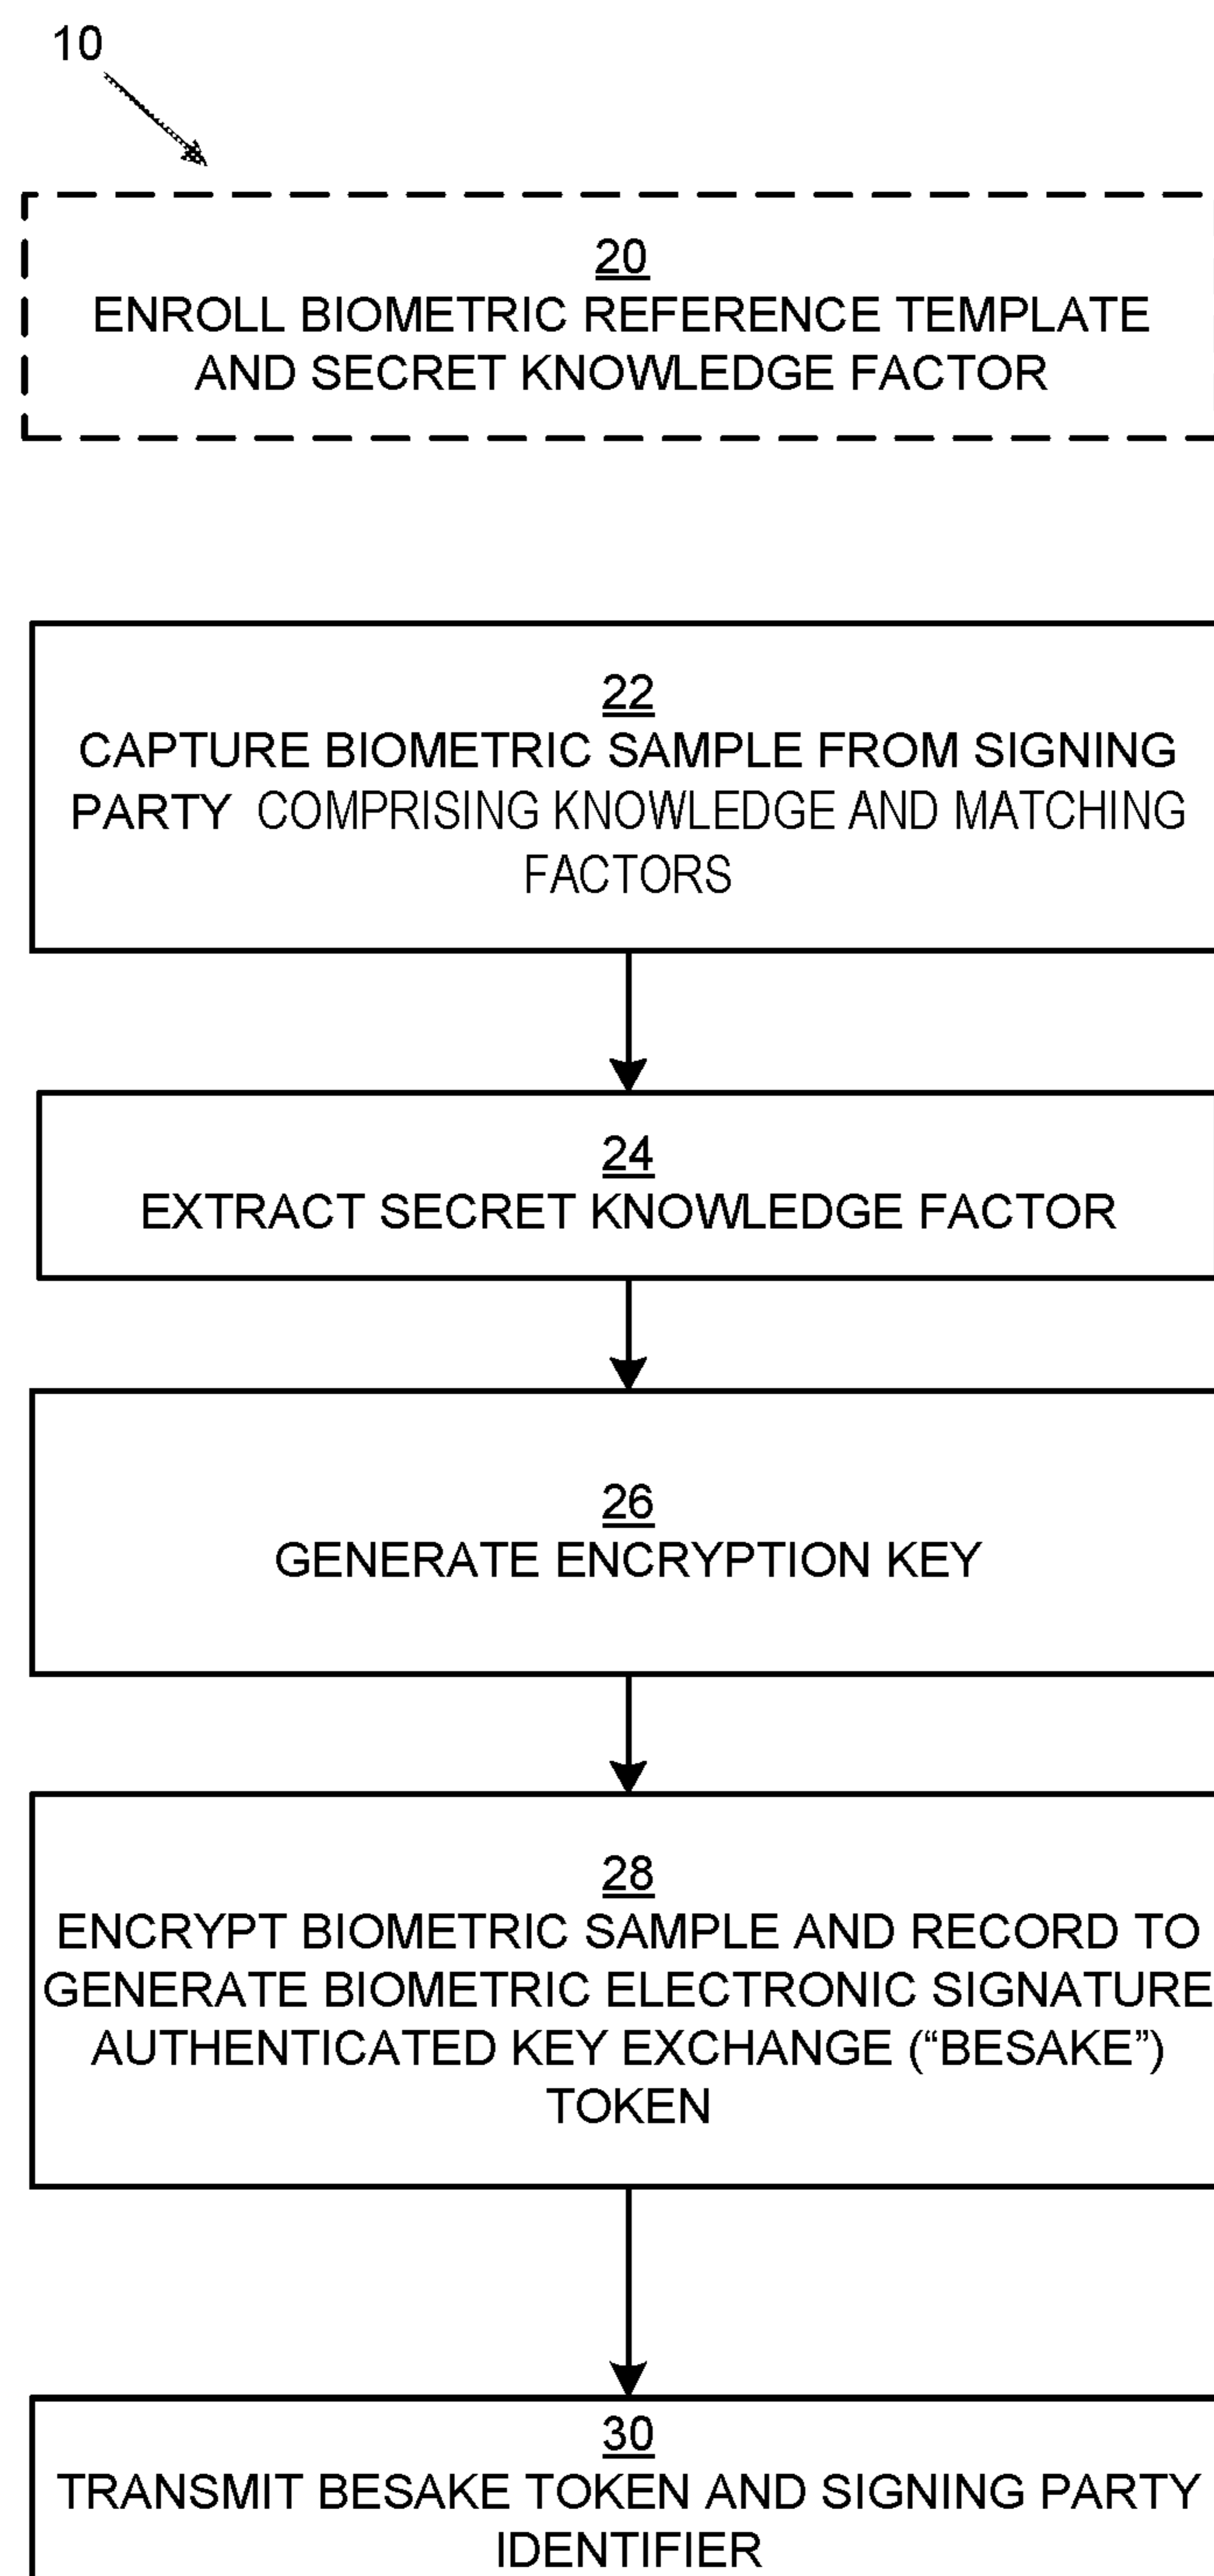 10
20
ENROLL BIOMETRIC REFERENCE TEMPLATE
AND SECRET KNOWLEDGE FACTOR
22
CAPTURE BIOMETRIC SAMPLE FROM SIGNING
PARTY COMPRISING KNOWLEDGE AND MATCHING
FACTORS
24
EXTRACT SECRET KNOWLEDGE FACTOR
26
GENERATE ENCRYPTION KEY
28
ENCRYPT BIOMETRIC SAMPLE AND RECORD TO
GENERATE BIOMETRIC ELECTRONIC SIGNATURE
AUTHENTICATED KEY EXCHANGE (“BESAKE”)
TOKEN
30
TRANSMIT BESAKE TOKEN AND SIGNING PARTY
IDENTIFIER